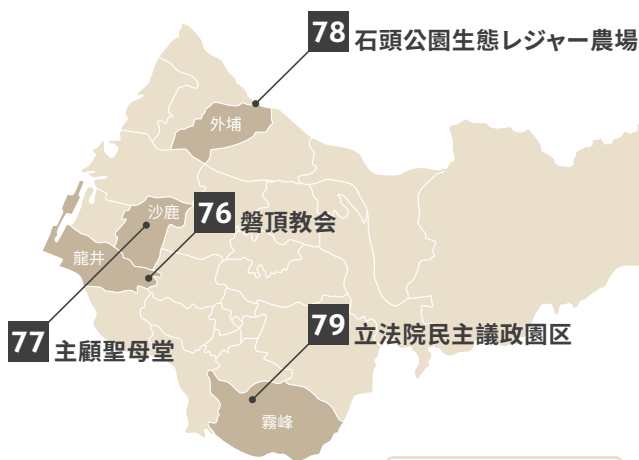 78 石頭公園生態レジャー農場
外埔
沙鹿
76 磐頂教会
龍井
79 立法院民主議政園区
77 主顧聖母堂
霧峰